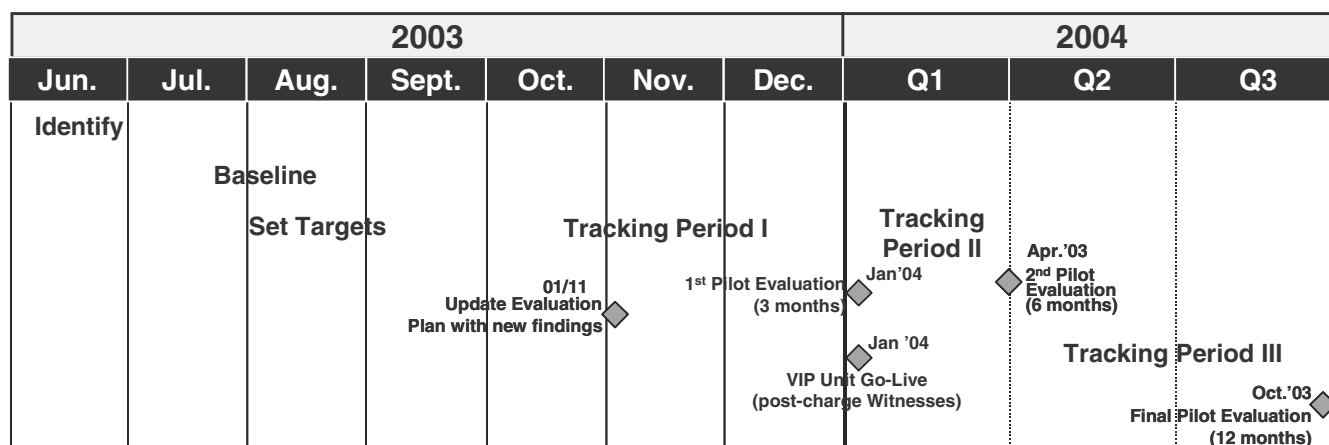 2003 2004
Jun. Jul. Aug. Sept. Oct. Nov. Dec. Q1 Q2 Q3
Identify
Baseline
Set Targets
Tracking Period I
Tracking
Period II
01/11
Update Evaluation
Plan with new findings
1st Pilot Evaluation
(3 months)
Jan'04
Apr.'03
2nd Pilot
Evaluation
(6 months)
Jan '04
VIP Unit Go-Live
(post-charge Witnesses)
Tracking Period III
Oct.'03
Final Pilot Evaluation
(12 months)